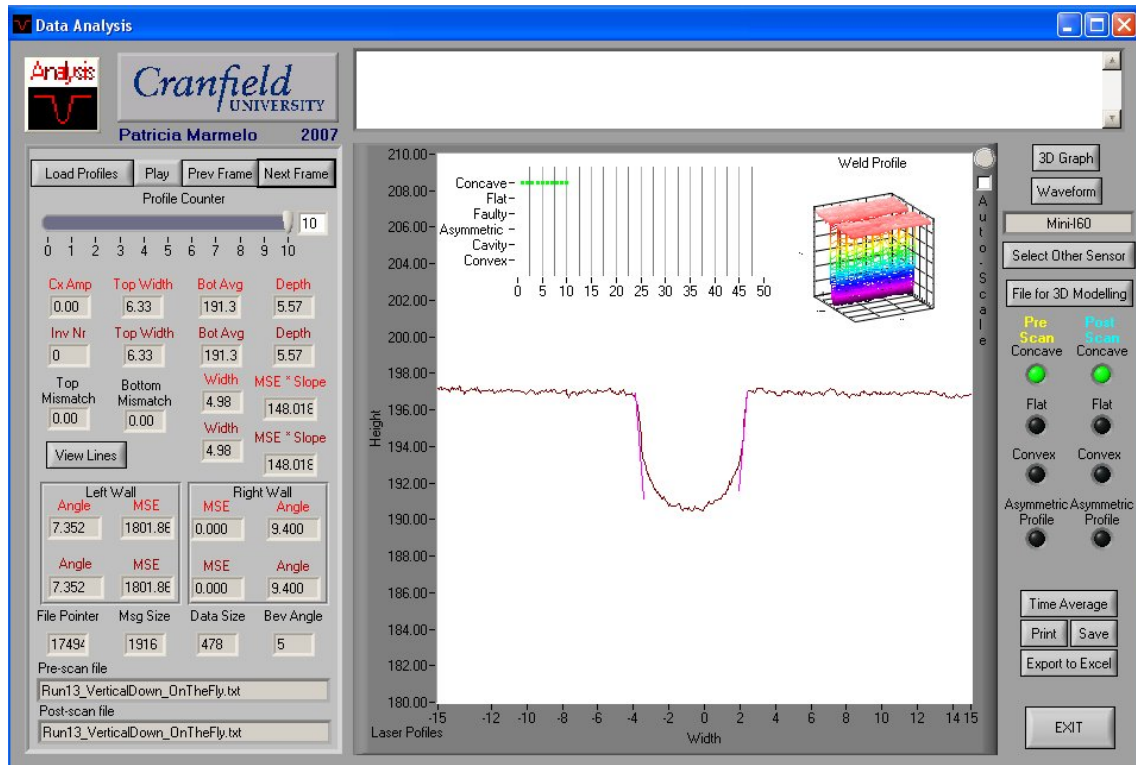 Data Analysis
Analysis
Cranfield
UNIVERSITY
Patricia Marmelo 2007
Load Profiles Play Prev Frame Next Frame
Profile Counter
10
0 1 2 3 4 5 6 7 8 9 10
Cx Amp Top Width Bot Avg Depth
0.00 6.33 191.3 5.57
Inv Nr Top Width Bot Avg Depth
0 6.33 191.3 5.57
Top Mismatch Bottom Mismatch Width MSE * Slope
0.00 0.00 4.98 148.018
Width MSE * Slope
4.98 148.018
View Lines
Left Wall Right Wall
Angle MSE MSE Angle
7.352 1801.86 0.000 9.400
Angle MSE MSE Angle
7.352 1801.86 0.000 9.400
File Pointer Msg Size Data Size Bev Angle
17494 1916 478 5
Pre-scan file
Run13_VerticalDown_OnTheFly.txt
Post-scan file
Run13_VerticalDown_OnTheFly.txt
210.00
208.00
206.00
204.00
202.00
200.00
198.00
196.00
194.00
192.00
190.00
188.00
186.00
184.00
182.00
180.00
Height
Concave
Flat
Faulty
Asymmetric
Cavity
Convex
0 5 10 15 20 25 30 35 40 45 50
Weld Profile
Auto-Scale
-15 -12 -10 -8 -6 -4 -2 0 2 4 6 8 10 12 14 15
Laser Pofiles
Width
3D Graph
Waveform
Mini-I60
Select Other Sensor
File for 3D Modelling
Pre Scan Post Scan
Concave Concave
Flat Flat
Convex Convex
Asymmetric Profile Asymmetric Profile
Time Average
Print Save
Export to Excel
EXIT